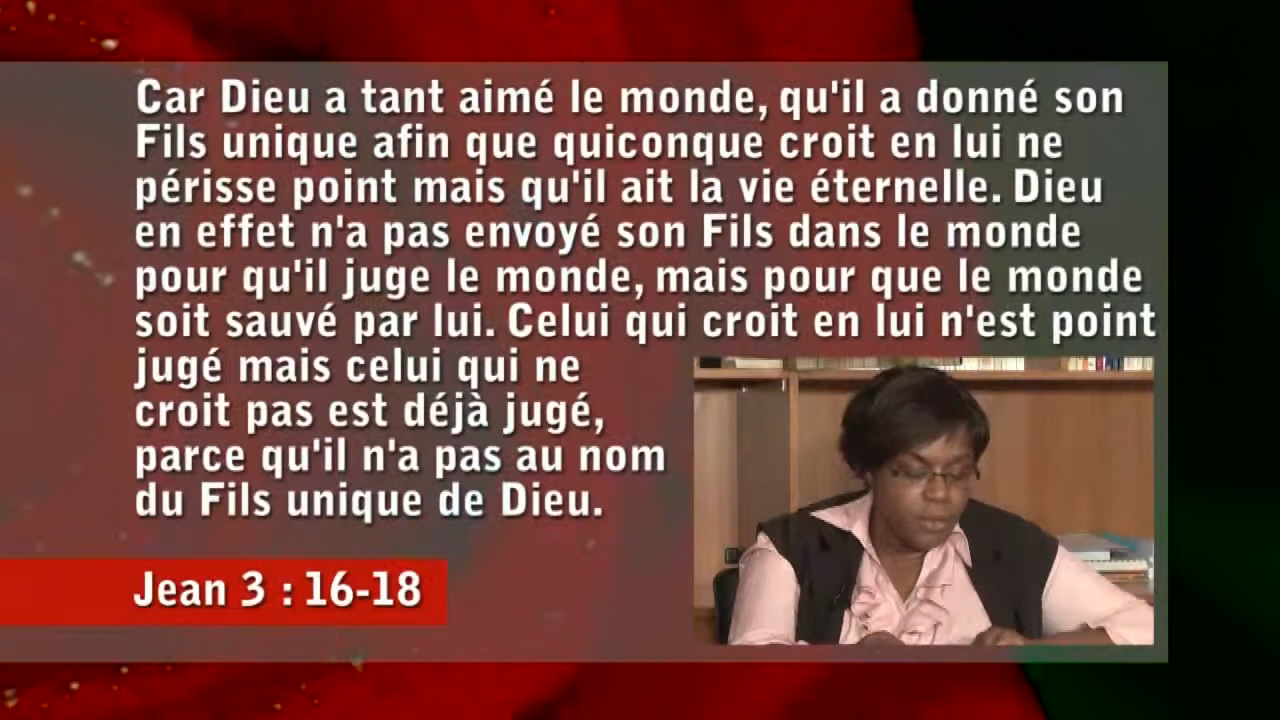 Car Dieu a tant aimé le monde, qu'il a donné son
Fils unique afin que quiconque croit en lui ne
périsse point mais qu'il ait la vie éternelle. Dieu
en effet n'a pas envoyé son Fils dans le monde
pour qu'il juge le monde, mais pour que le monde
soit sauvé par lui. Celui qui croit en lui n'est point
jugé mais celui qui ne
croit pas est déjà jugé,
parce qu'il n'a pas au nom
du Fils unique de Dieu.
Jean 3 : 16-18